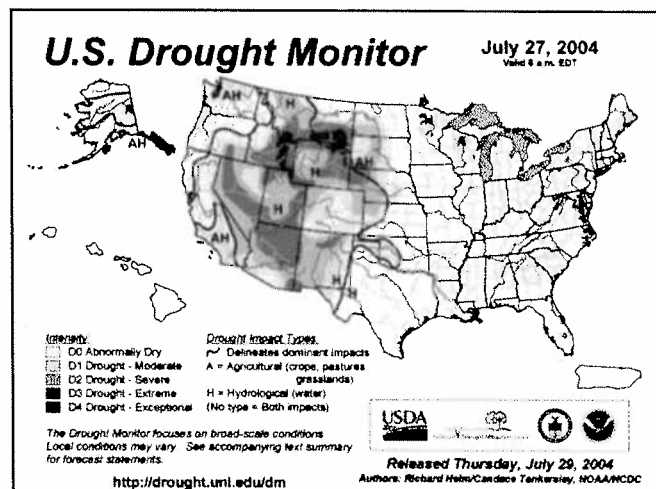 U.S. Drought Monitor
July 27, 2004
Valid 8 a.m. EDT
AH
H
A
AH
H
AH
H
AH
H
H
Intensity:
D0 Abnormally Dry
D1 Drought - Moderate
D2 Drought - Severe
D3 Drought - Extreme
D4 Drought - Exceptional
Drought Impact Types:
Delineates dominant impacts
A = Agricultural (crops, pastures
grasslands)
H = Hydrological (water)
(No type = Both impacts)
The Drought Monitor focuses on broad-scale conditions
Local conditions may vary See accompanying text summary
for forecast statements.
http://drought.unl.edu/dm
USDA
Released Thursday, July 29, 2004
Authors: Richard Heim/Candace Tankersley, NOAA/NCDC